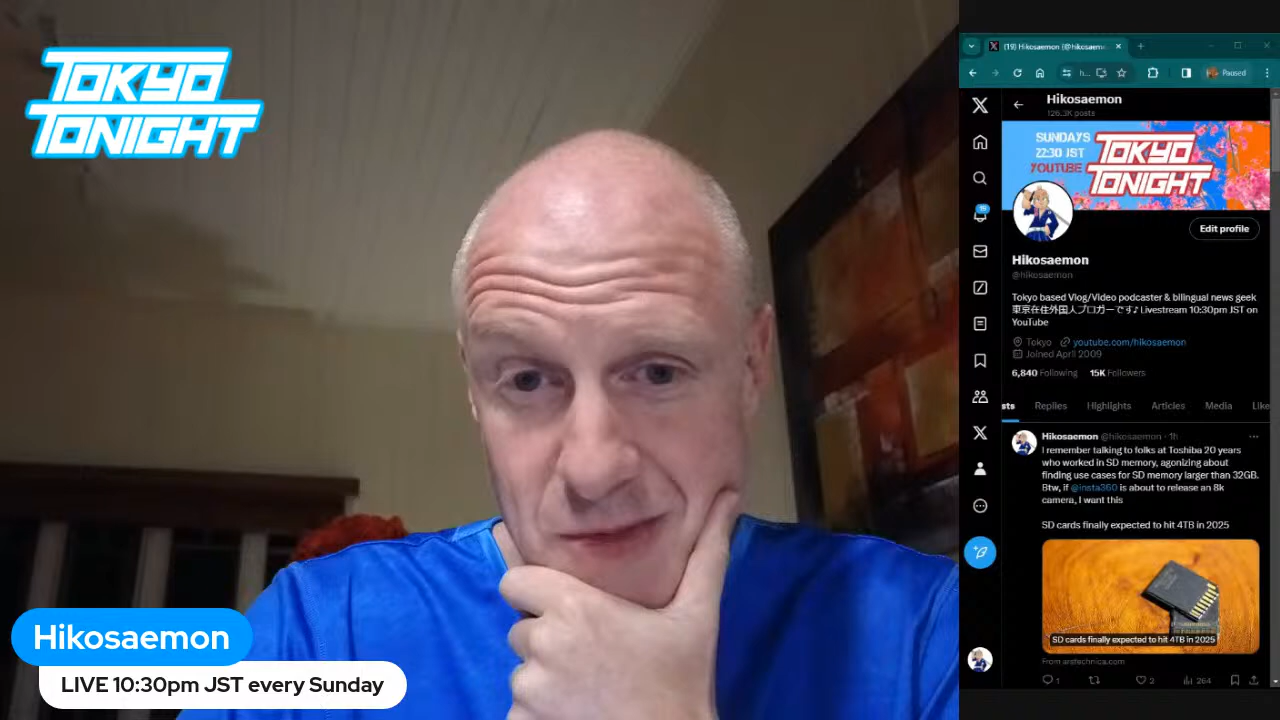 TOKYO
TONIGHT
Hikosaemon
LIVE 10:30pm JST every Sunday
(19) Hikosaemon (@hikosaemo
h...
Paused
Hikosaemon
126.3K posts
SUNDAYS
22:30 JST
YOUTUBE
TOKYO
TONIGHT
19
Edit profile
Hikosaemon
@hikosaemon
Tokyo based Vlog/Video podcaster & bilingual news geek
東京在住外国人ブロガーです♪ Livestream 10:30pm JST on
YouTube
Tokyo youtube.com/hikosaemon
Joined April 2009
6,840 Following 15K Followers
sts Replies Highlights Articles Media Like
Hikosaemon @hikosaemon · 1h
I remember talking to folks at Toshiba 20 years
who worked in SD memory, agonizing about
finding use cases for SD memory larger than 32GB.
Btw, if @insta360 is about to release an 8k
camera, I want this
SD cards finally expected to hit 4TB in 2025
SD cards finally expected to hit 4TB in 2025
From arstechnica.com
1 2 264